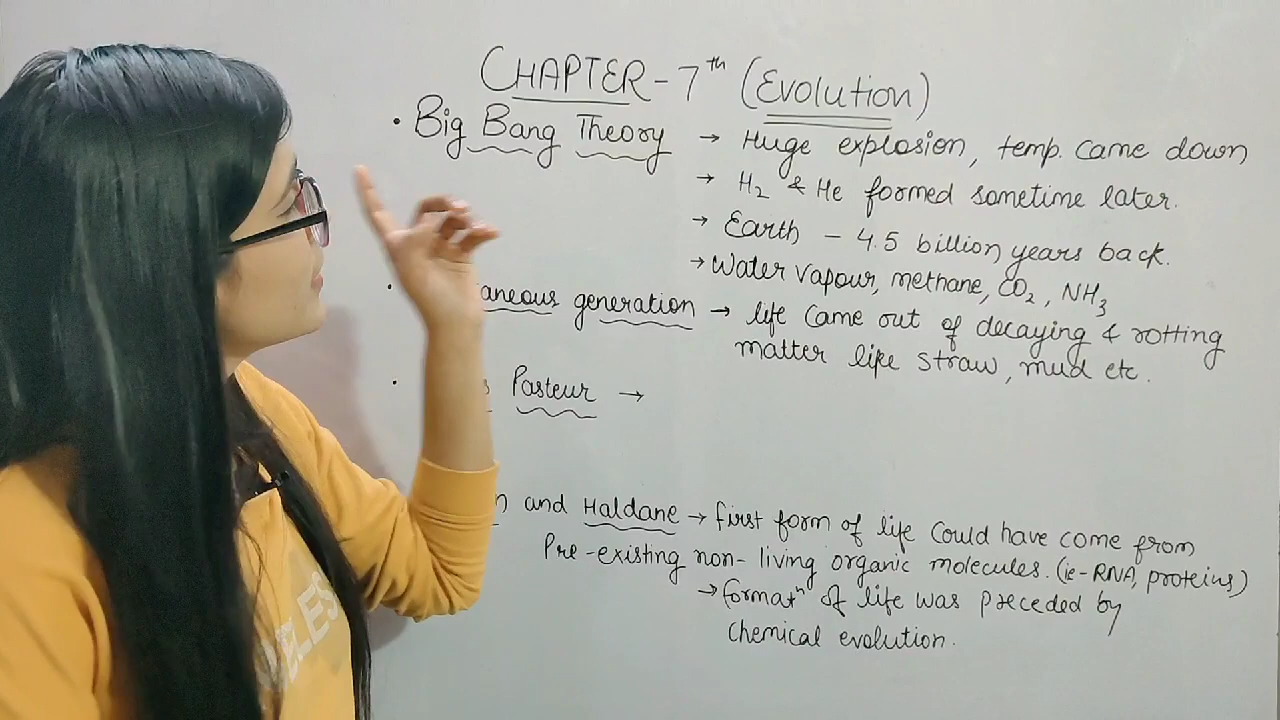 CHAPTER - 7th (Evolution)
• Big Bang Theory → Huge explosion, temp. came down
→ H2 & He formed sometime later.
→ Earth - 4.5 billion years back.
→ Water vapour, methane, CO2, NH3
• aneous generation → life came out of decaying & rotting
matter like straw, mud etc.
• s Pasteur →
n and Haldane → first form of life could have come from
Pre-existing non-living organic molecules. (ie-RNA, proteins)
→ formatn of life was preceded by
chemical evolution.
ELESS